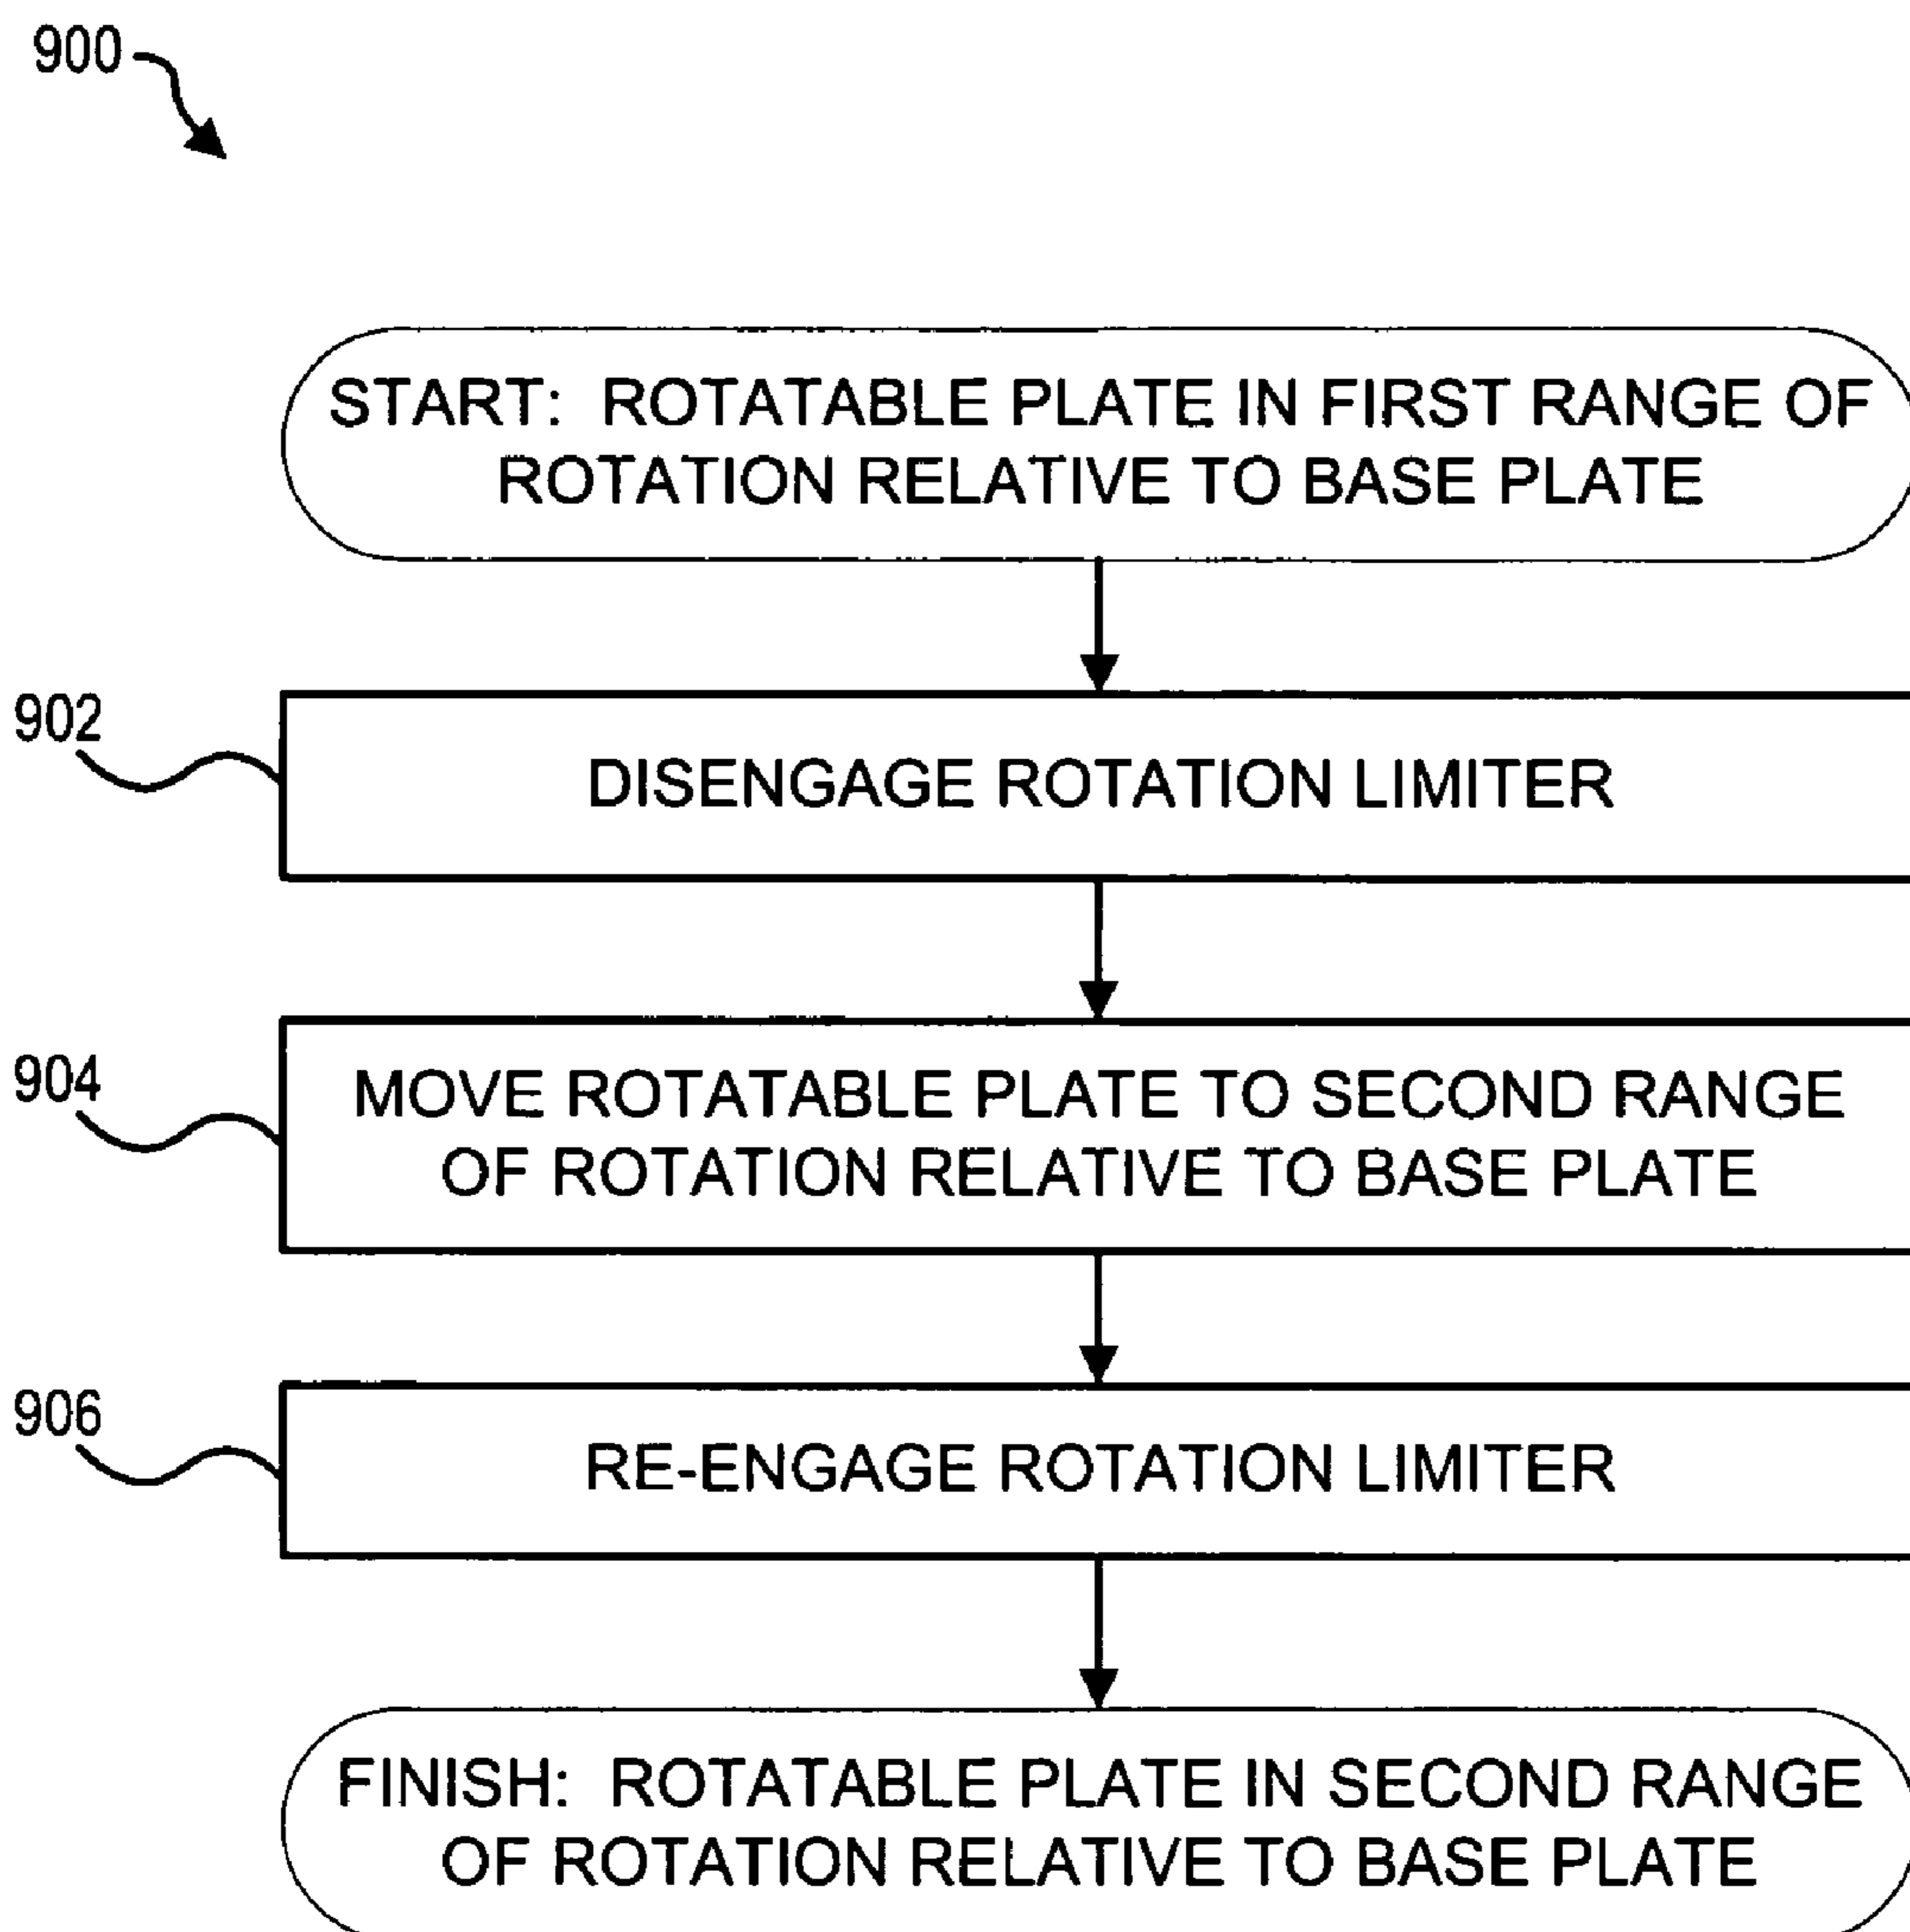 900
START: ROTATABLE PLATE IN FIRST RANGE OF
ROTATION RELATIVE TO BASE PLATE
902
DISENGAGE ROTATION LIMITER
904
MOVE ROTATABLE PLATE TO SECOND RANGE
OF ROTATION RELATIVE TO BASE PLATE
906
RE-ENGAGE ROTATION LIMITER
FINISH: ROTATABLE PLATE IN SECOND RANGE
OF ROTATION RELATIVE TO BASE PLATE